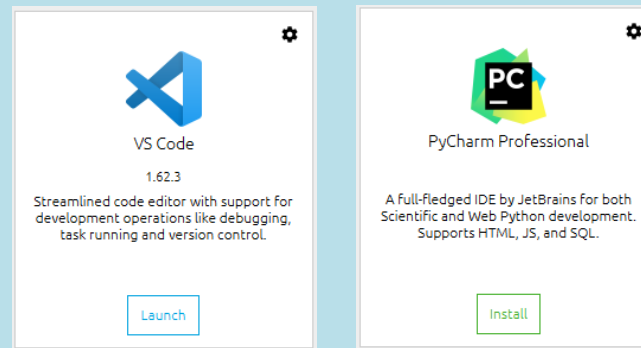 VS Code
1.62.3
Streamlined code editor with support for
development operations like debugging,
task running and version control.
Launch
PC
PyCharm Professional
A full-fledged IDE by JetBrains for both
Scientific and Web Python development.
Supports HTML, JS, and SQL.
Install